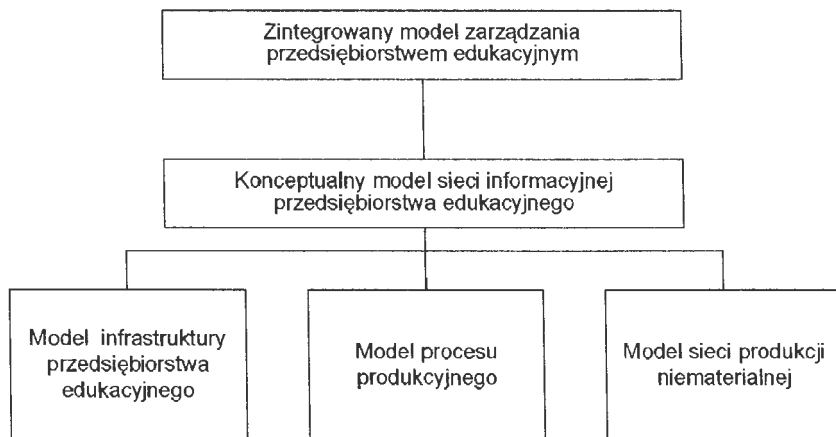 Zintegrowany model zarządzania
przedsiębiorstwem edukacyjnym
Konceptualny model sieci informacyjnej
przedsiębiorstwa edukacyjnego
Model infrastruktury
przedsiębiorstwa
edukacyjnego
Model procesu
produkcyjnego
Model sieci produkcji
niematerialnej